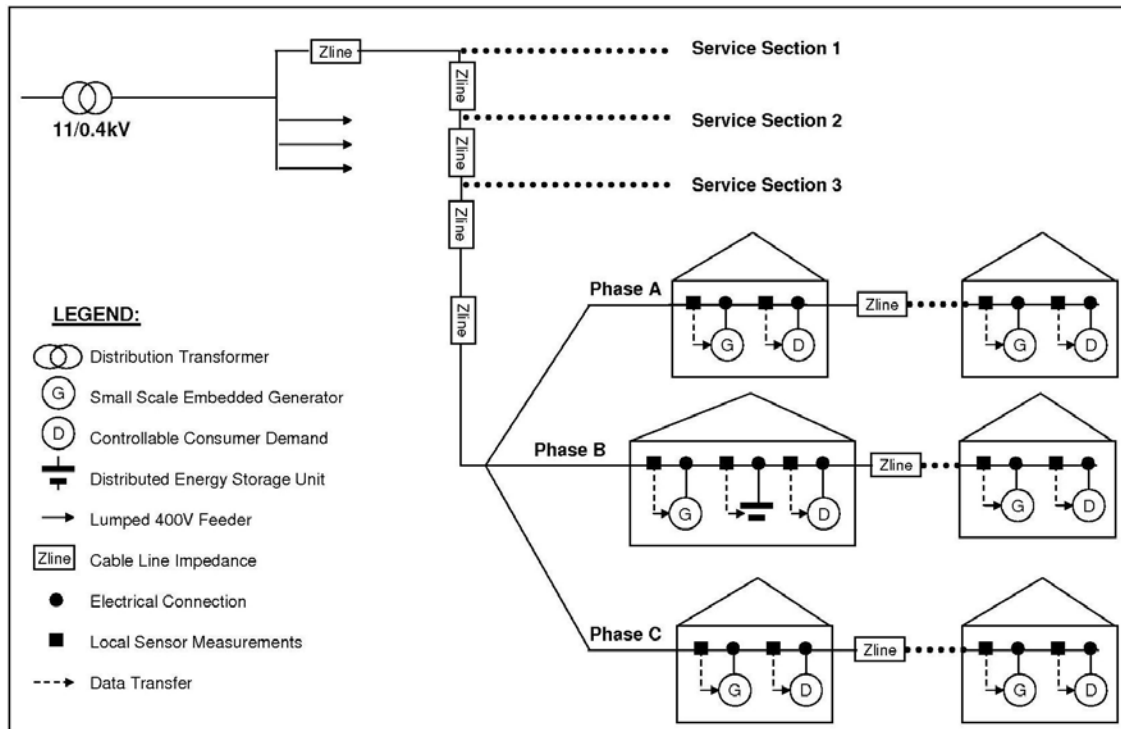 Zline
Service Section 1
Zline
11/0.4kV
Service Section 2
Zline
Service Section 3
Zline
Phase A
Zline
Zline
G
D
G
D
LEGEND:
Distribution Transformer
G
Small Scale Embedded Generator
D
Controllable Consumer Demand
Distributed Energy Storage Unit
Lumped 400V Feeder
Zline
Cable Line Impedance
Electrical Connection
Local Sensor Measurements
Data Transfer
Phase B
Zline
G
D
G
D
Phase C
Zline
G
D
G
D